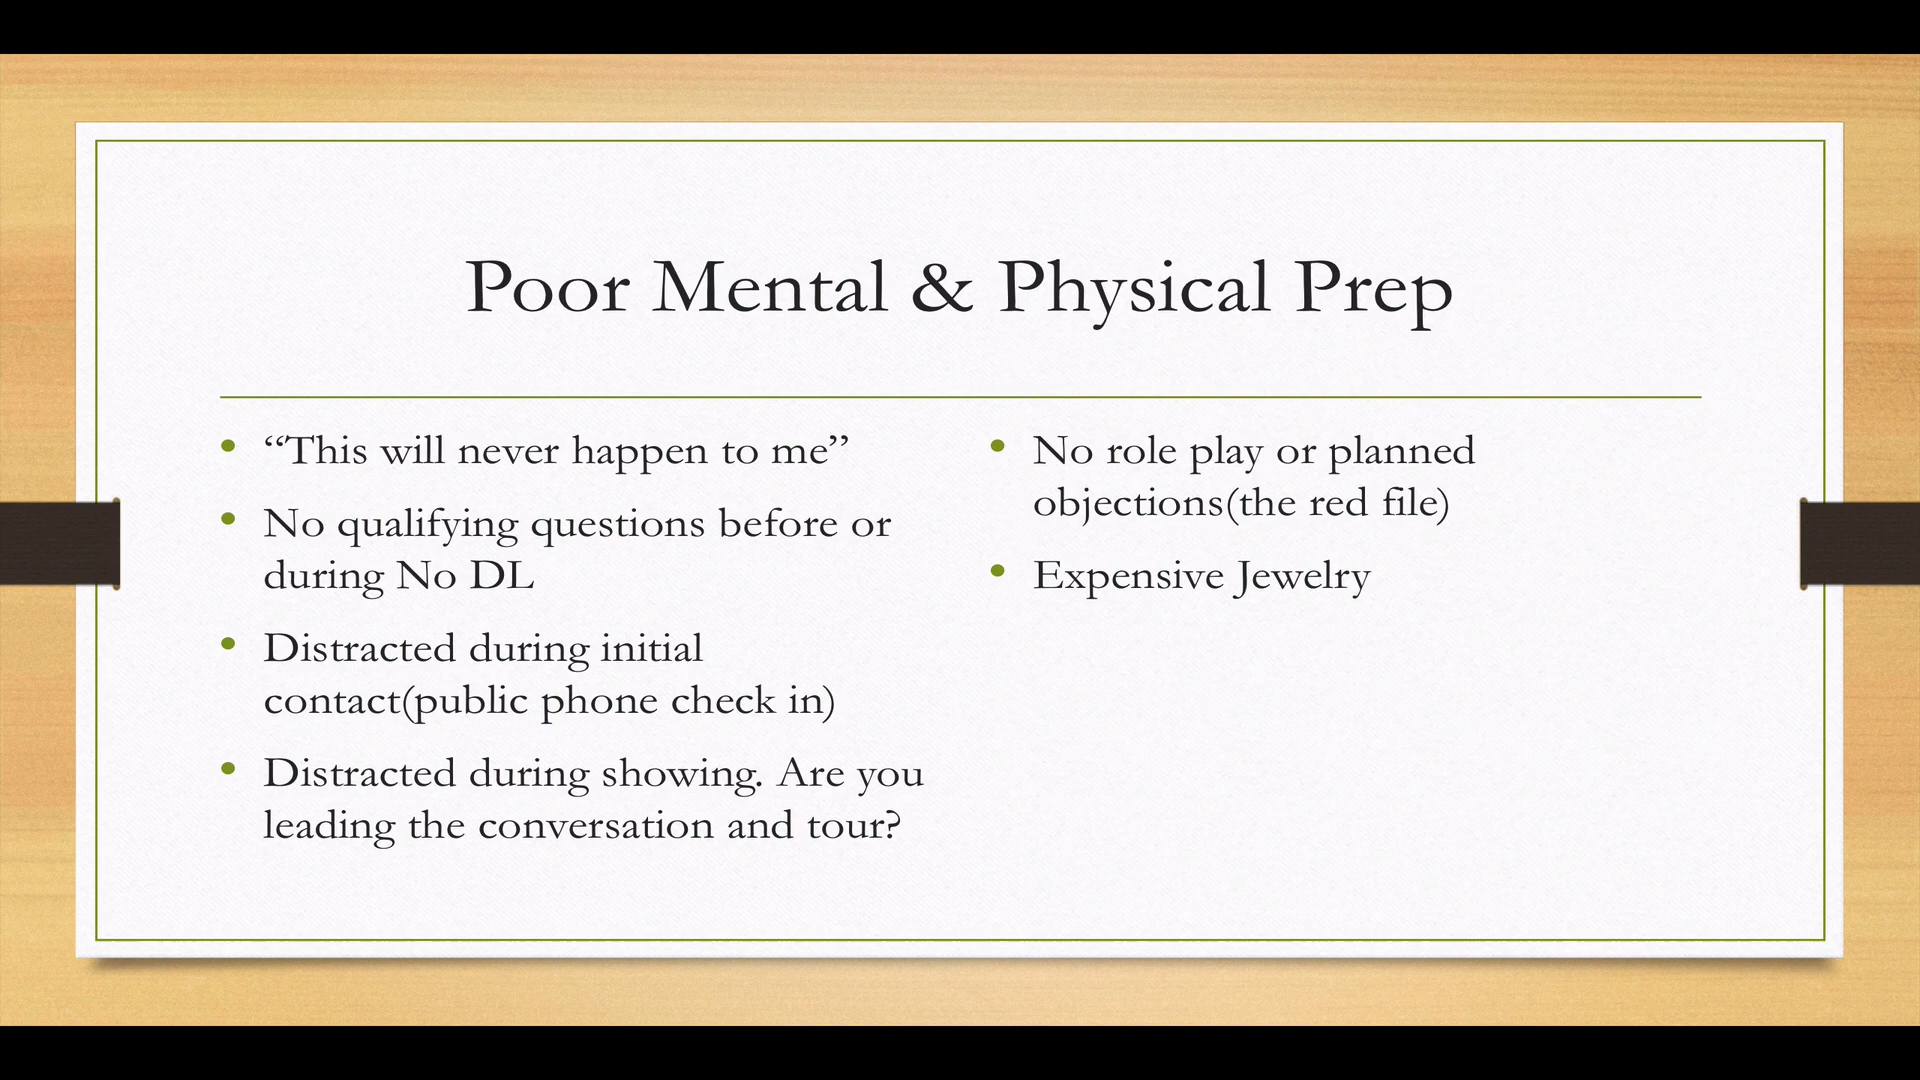 Poor Mental & Physical Prep
• “This will never happen to me”
• No qualifying questions before or
during No DL
• Distracted during initial
contact(public phone check in)
• Distracted during showing. Are you
leading the conversation and tour?
• No role play or planned
objections(the red file)
• Expensive Jewelry